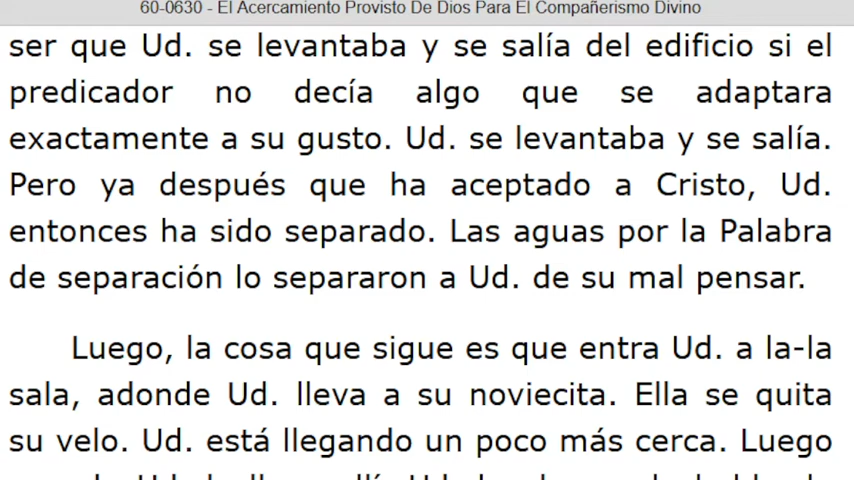 60-0630 - El Acercamiento Provisto De Dios Para El Compañerismo Divino
ser que Ud. se levantaba y se salía del edificio si el
predicador no decía algo que se adaptara
exactamente a su gusto. Ud. se levantaba y se salía.
Pero ya después que ha aceptado a Cristo, Ud.
entonces ha sido separado. Las aguas por la Palabra
de separación lo separaron a Ud. de su mal pensar.
Luego, la cosa que sigue es que entra Ud. a la-la
sala, adonde Ud. lleva a su noviecita. Ella se quita
su velo. Ud. está llegando un poco más cerca. Luego